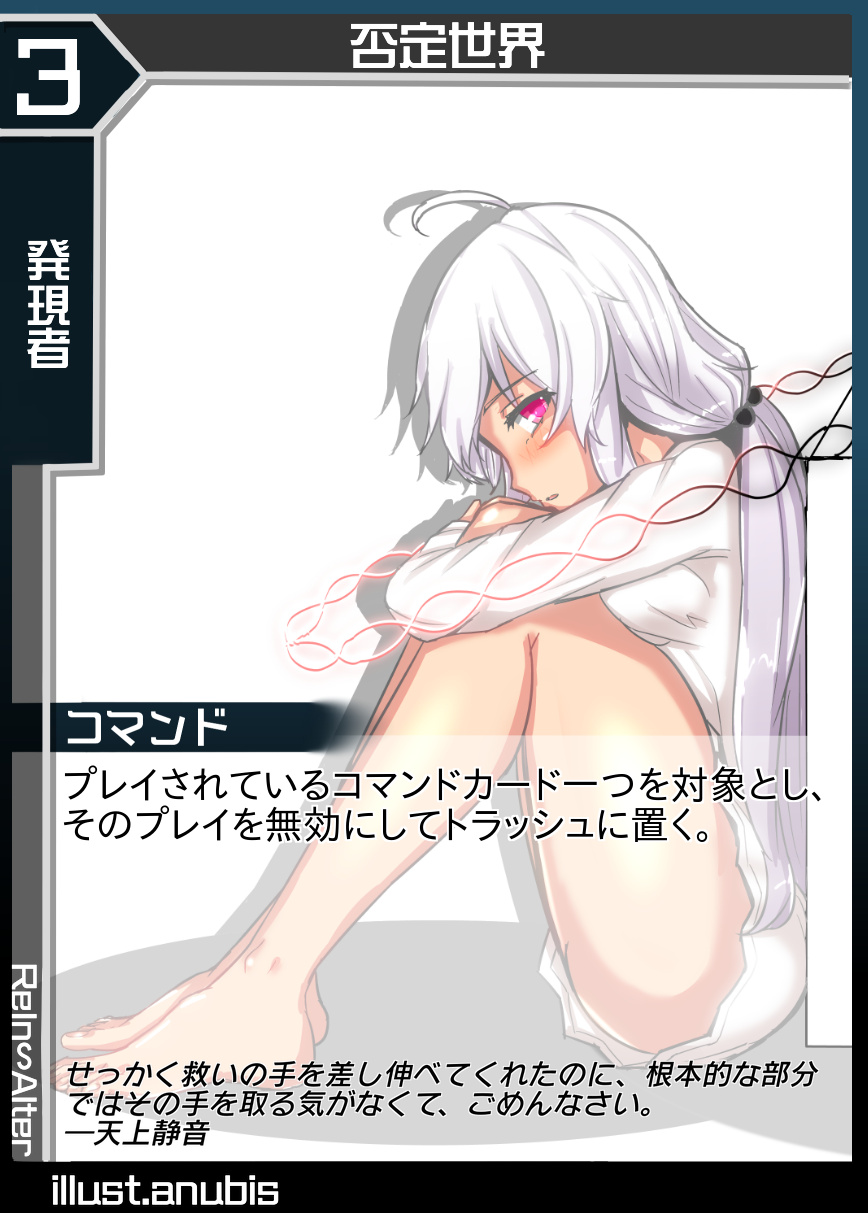 3
否定世界
発現者
コマンド
プレイされているコマンドカード一つを対象とし、
そのプレイを無効にしてトラッシュに置く。
せっかく救いの手を差し伸べてくれたのに、根本的な部分
ではその手を取る気がなくて、ごめんなさい。
―天上静音
ReIn∽Alter
illust.anubis